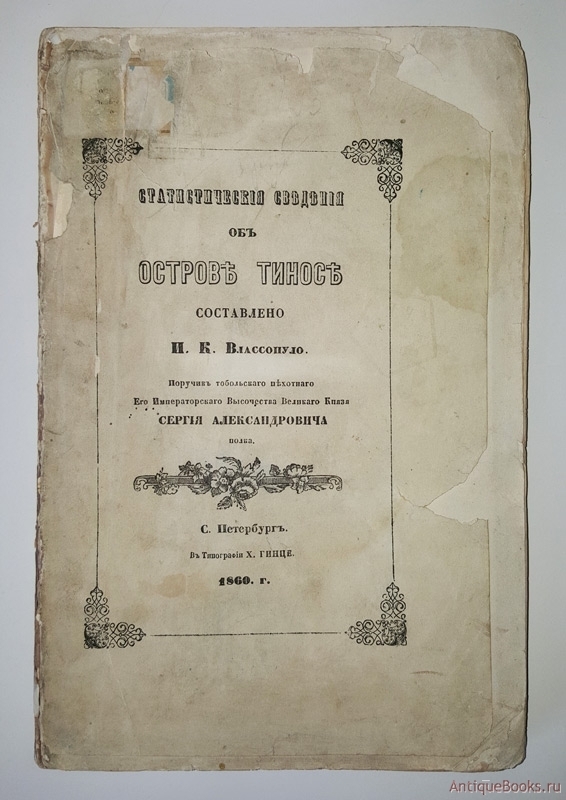 СТАТИСТИЧЕСКІЯ СВѢДѢНІЯ
ОБЪ
ОСТРОВѢ ТИНОСѢ
СОСТАВЛЕНО
И. К. Влассопуло.
Поручикъ тобольскаго пѣхотнаго
Его Императорскаго Высочества Великаго Князя
СЕРГІЯ АЛЕКСАНДРОВИЧА
полка.
С. Петербургъ.
Въ Типографіи Х. ГИНЦЕ.
1860. г.
AntiqueBooks.ru